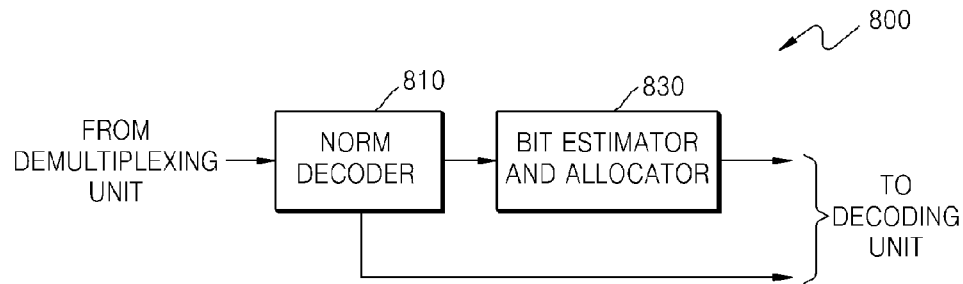 800
810
830
FROM
DEMULTIPLEXING
UNIT
NORM
DECODER
BIT ESTIMATOR
AND ALLOCATOR
TO
DECODING
UNIT